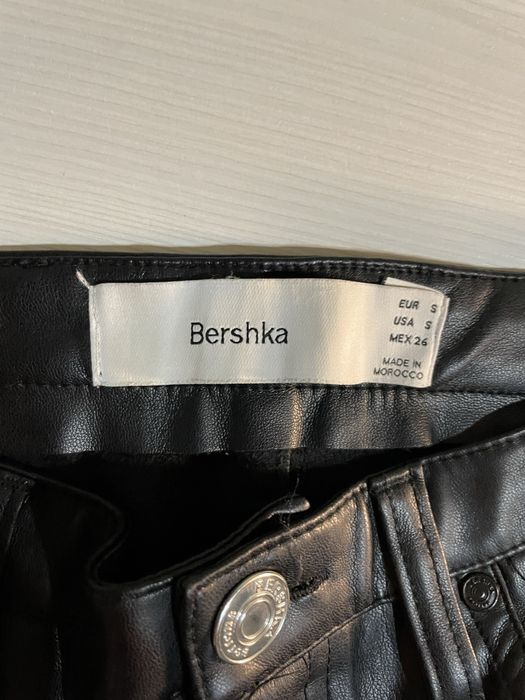 Bershka
EUR S
USA S
MEX 26
MADE IN
MOROCCO